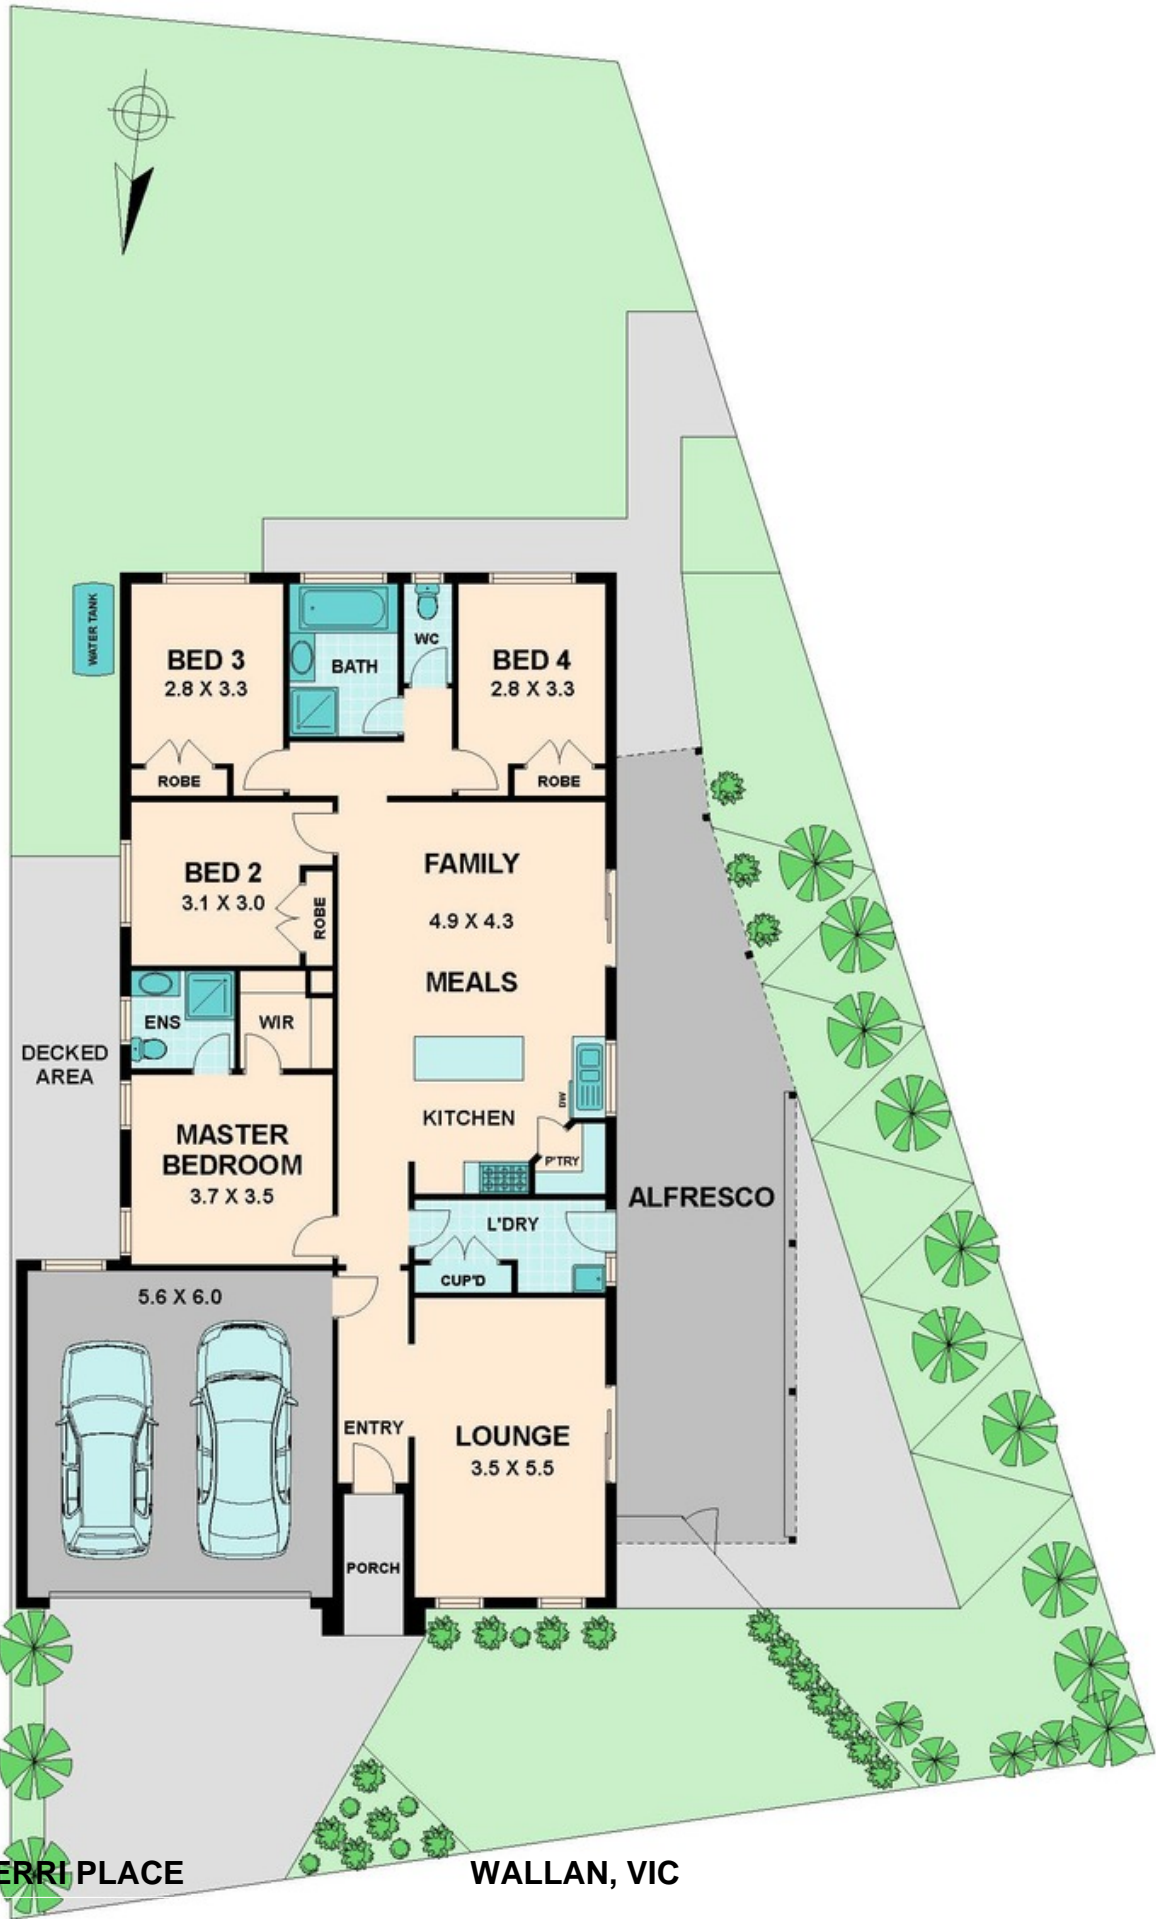 WATER TANK
BED 3
2.8 X 3.3
ROBE
BATH
WC
BED 4
2.8 X 3.3
ROBE
BED 2
3.1 X 3.0
ROBE
FAMILY
4.9 X 4.3
MEALS
ENS
WIR
DECKED
AREA
MASTER
BEDROOM
3.7 X 3.5
KITCHEN
DW
P'TRY
L'DRY
CUP'D
ALFRESCO
5.6 X 6.0
ENTRY
LOUNGE
3.5 X 5.5
PORCH
PLACE
WALLAN, VIC